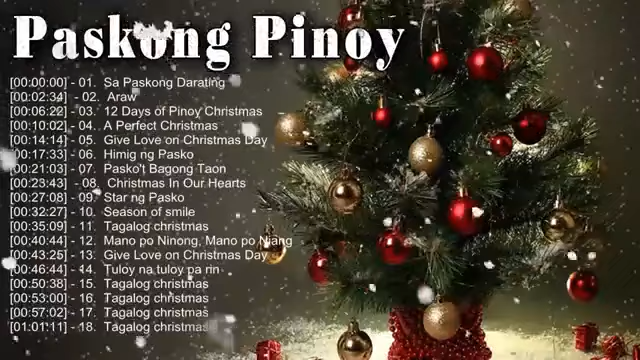 Paskong Pinoy
[00:00:00] - 01. Sa Paskong Darating
[00:02:34] - 02. Araw
[00:06:22] - 03. 12 Days of Pinoy Christmas
[00:10:02] - 04. A Perfect Christmas
[00:14:14] - 05. Give Love on Christmas Day
[00:17:33] - 06. Himig ng Pasko
[00:21:03] - 07. Pasko't Bagong Taon
[00:23:43] - 08. Christmas In Our Hearts
[00:27:08] - 09. Star ng Pasko
[00:32:27] - 10. Season of smile
[00:35:09] - 11. Tagalog christmas
[00:40:44] - 12. Mano po Ninong, Mano po Niang
[00:43:25] - 13. Give Love on Christmas Day
[00:46:44] - 14. Tuloy na tuloy pa rin
[00:50:38] - 15. Tagalog christmas
[00:53:00] - 16. Tagalog christmas
[00:57:02] - 17. Tagalog christmas
[01:01:11] - 18. Tagalog christmas